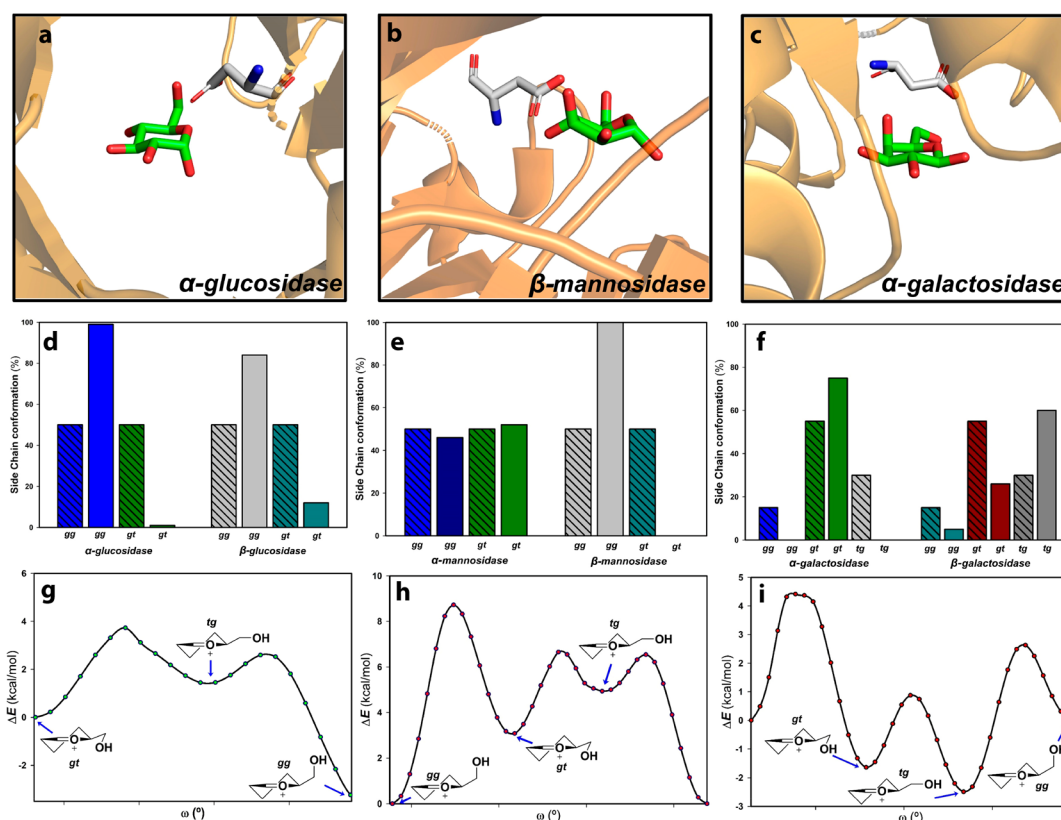 a
α-glucosidase
b
β-mannosidase
c
α-galactosidase
d
Side Chain conformation (%)
100
80
60
40
20
0
gg gg gt gt gg gg gt gt
α-glucosidase β-glucosidase
e
Side Chain conformation (%)
100
80
60
40
20
0
gg gg gt gt gg gg gt gt
α-mannosidase β-mannosidase
f
Side Chain conformation (%)
100
80
60
40
20
0
gg gg gt gt tg tg gg gg gt gt tg tg
α-galactosidase β-galactosidase
g
ΔE (kcal/mol)
4
2
0
-2
tg
O
+
OH
O
+
OH
gt
gg
OH
O
+
ω (º)
h
ΔE (kcal/mol)
10
8
6
4
2
0
tg
O
+
OH
gg
OH
O
+
O
+
OH
gt
ω (º)
i
ΔE (kcal/mol)
5
4
3
2
1
0
-1
-2
-3
gt
O
+
OH
tg
O
+
OH
OH
O
+
gg
ω (º)